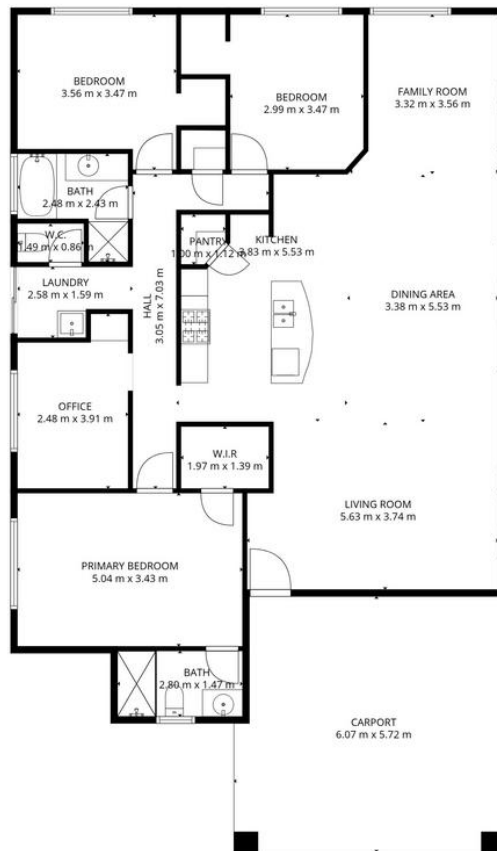 BEDROOM
3.56 m x 3.47 m
BEDROOM
2.99 m x 3.47 m
FAMILY ROOM
3.32 m x 3.56 m
BATH
2.48 m x 2.43 m
W.C.
1.49 m x 0.86 m
PANTRY
1.00 m x 1.12 m
KITCHEN
3.83 m x 5.53 m
LAUNDRY
2.58 m x 1.59 m
HALL
3.05 m x 7.03 m
DINING AREA
3.38 m x 5.53 m
OFFICE
2.48 m x 3.91 m
W.I.R
1.97 m x 1.39 m
LIVING ROOM
5.63 m x 3.74 m
PRIMARY BEDROOM
5.04 m x 3.43 m
BATH
2.80 m x 1.47 m
CARPORT
6.07 m x 5.72 m